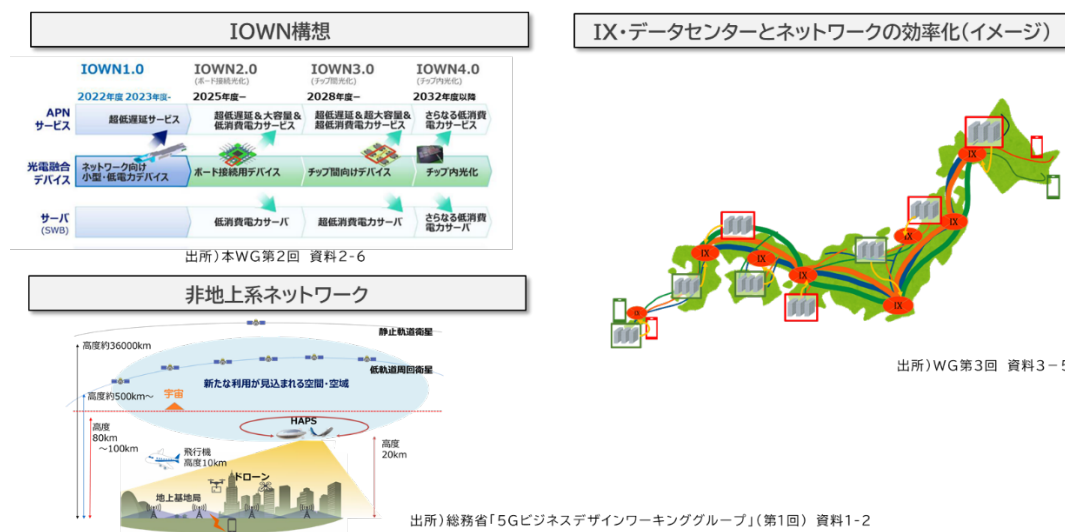 IOWN構想
IOWN1.0
IOWN2.0
(ボード接続光化)
IOWN3.0
(チップ間光化)
IOWN4.0
(チップ内光化)
2022年度 2023年度-
2025年度ー
2028年度ー
2032年度以降
APN
サービス
超低遅延サービス
超低遅延&大容量&
低消費電力サービス
超低遅延&超大容量&
超低消費電力サービス
さらなる低消費
電力サービス
光電融合
デバイス
ネットワーク向け
小型・低電力デバイス
ボード接続用デバイス
チップ間向けデバイス
チップ内光化
サーバ
(SWB)
低消費電力サーバ
超低消費電力サーバ
さらなる低消費
電力サーバ
出所)本WG第2回 資料2-6
非地上系ネットワーク
静止軌道衛星
高度約36000km
低軌道周回衛星
新たな利用が見込まれる空間・空域
高度約500km～
宇宙
HAPS
高度
80km
～100km
高度
20km
飛行機
高度10km
ドローン
地上基地局
出所)総務省「5Gビジネスデザインワーキンググループ」(第1回) 資料1-2
IX・データセンターとネットワークの効率化(イメージ)
IX
IX
IX
IX
IX
IX
IX
出所)WG第3回 資料3-5